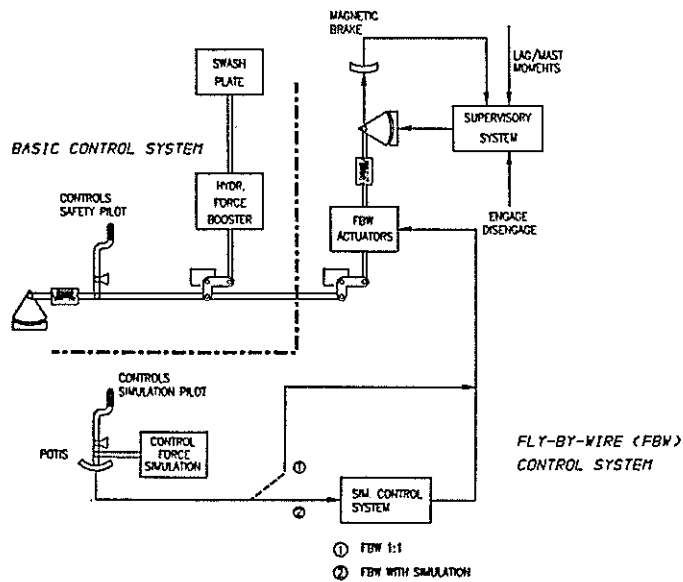 MAGNETIC
BRAKE
SWASH
PLATE
LAG/MAST
MOMENTS
SUPERVISORY
SYSTEM
BASIC CONTROL SYSTEM
CONTROLS
SAFETY PILOT
HYDR.
FORCE
BOOSTER
FBW
ACTUATORS
ENGAGE
DISENGAGE
CONTROLS
SIMULATION PILOT
POTIS
CONTROL
FORCE
SIMULATION
①
②
SIM. CONTROL
SYSTEM
FLY-BY-WIRE (FBW)
CONTROL SYSTEM
① FBW 1:1
② FBW WITH SIMULATION